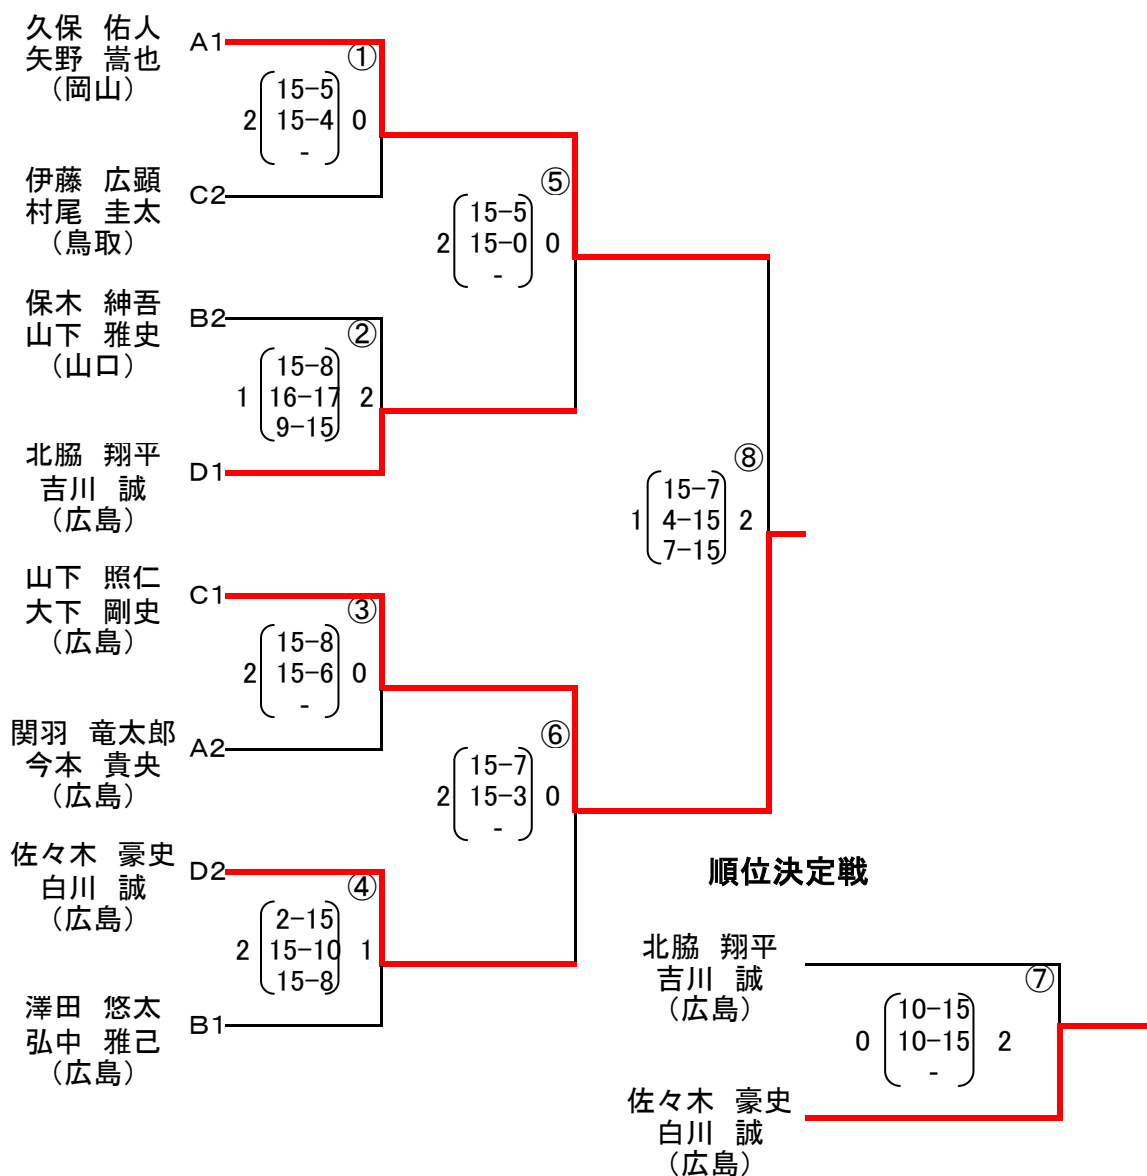 久保 佑人
矢野 嵩也
（岡山）
A1
①
15-5
2 15-4 0
-
伊藤 広顕
村尾 圭太
（鳥取）
C2
⑤
15-5
2 15-0 0
-
保木 紳吾
山下 雅史
（山口）
B2
②
15-8
1 16-17 2
9-15
北脇 翔平
吉川 誠
（広島）
D1
⑧
15-7
1 4-15 2
7-15
山下 照仁
大下 剛史
（広島）
C1
③
15-8
2 15-6 0
-
関羽 竜太郎
今本 貴央
（広島）
A2
⑥
15-7
2 15-3 0
-
佐々木 豪史
白川 誠
（広島）
D2
④
2-15
2 15-10 1
15-8
澤田 悠太
弘中 雅己
（広島）
B1
順位決定戦
北脇 翔平
吉川 誠
（広島）
⑦
10-15
0 10-15 2
-
佐々木 豪史
白川 誠
（広島）